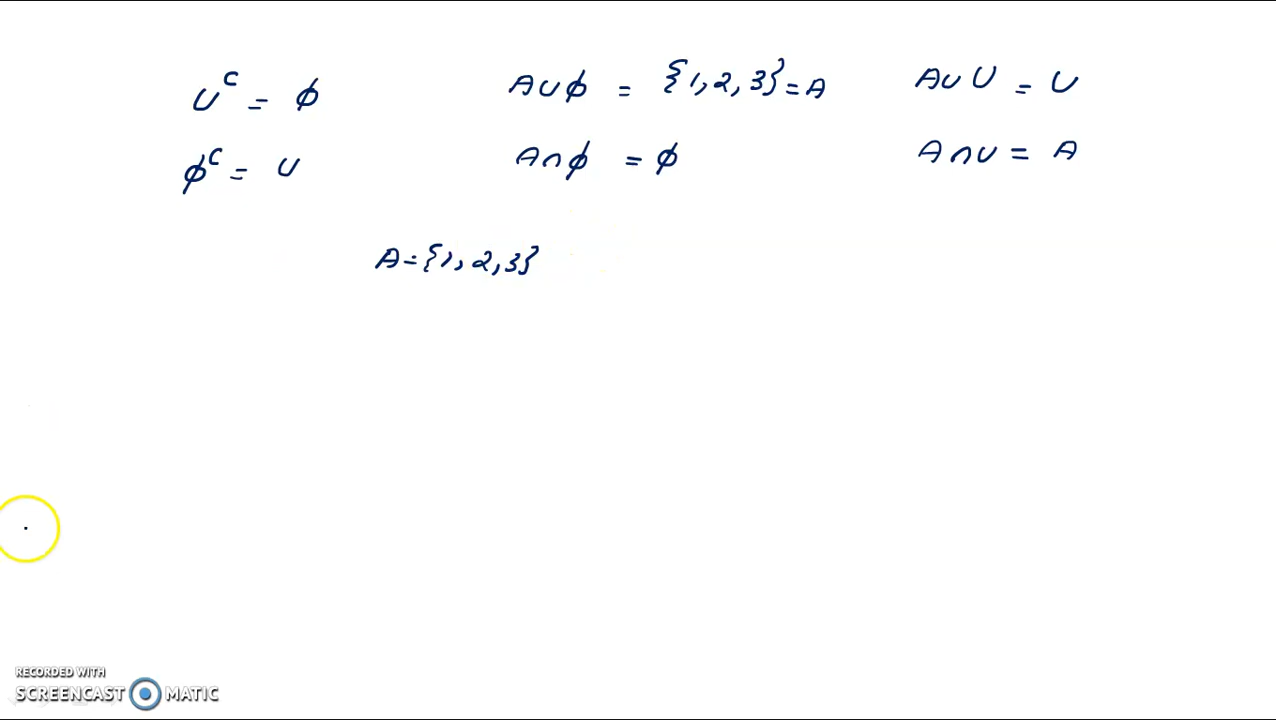 U^c = ϕ
A∪ϕ = {1, 2, 3} = A
A∪U = U
ϕ^c = U
A∩ϕ = ϕ
A∩U = A
A = {1, 2, 3}
RECORDED WITH
SCREENCAST MATIC